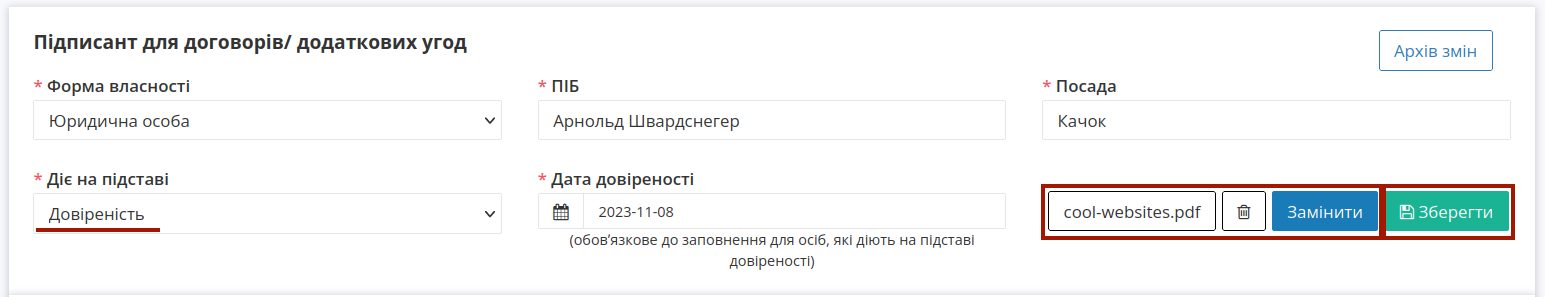 Підписант для договорів/ додаткових угод
Архів змін
* Форма власності
* ПІБ
* Посада
Юридична особа
Арнольд Швардснегер
Качок
* Діє на підставі
* Дата довіреності
Довіреність
2023-11-08
cool-websites.pdf
Замінити
Зберегти
(обов’язкове до заповнення для осіб, які діють на підставі
довіреності)